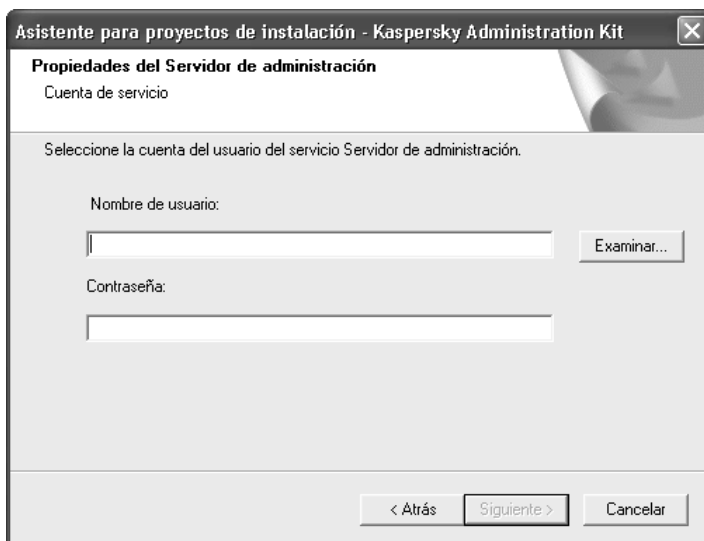 Asistente para proyectos de instalación - Kaspersky Administration Kit
Propiedades del Servidor de administración
Cuenta de servicio
Seleccione la cuenta del usuario del servicio Servidor de administración.
Nombre de usuario:
Examinar...
Contraseña:
< Atrás Siguiente > Cancelar